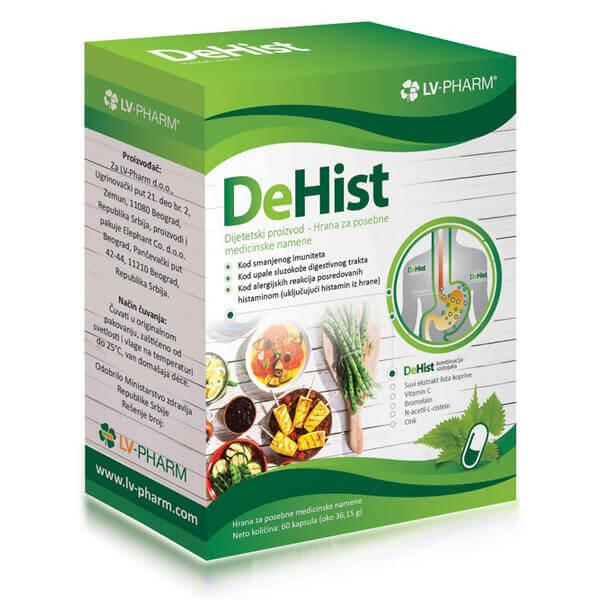 DeHist
LV-PHARM®
LV-PHARM®
Proizvođač:
Za LV-Pharm d.o.o.,
Ugrinovački put 21. deo br. 2,
Zemun, 11080 Beograd,
Republika Srbija, proizvodi i
pakuje Elephant Co. d.o.o.
Beograd, Pančevački put
42-44, 11210 Beograd,
Republika Srbija.
Način čuvanja:
Čuvati u originalnom
pakovanju, zaštićeno od
svetlosti i vlage na temperaturi
do 25°C, van domašaja dece.
Odobrilo Ministarstvo zdravlja
Republike Srbije
Rešenje broj:
LV-PHARM
www.lv-pharm.com
DeHist
Dijetetski proizvod - Hrana za posebne
medicinske namene
Kod smanjenog imuniteta
Kod upale sluzokože digestivnog trakta
Kod alergijskih reakcija posredovanih
histaminom (uključujući histamin iz hrane)
DeHist DeHist
DeHist kombinacija
sastojaka
Suvi ekstrakt lista koprive
Vitamin C
Bromelain
N-acetil-L-cistein
Cink
Hrana za posebne medicinske namene
Neto količina: 60 kapsula (oko 36,15 g)